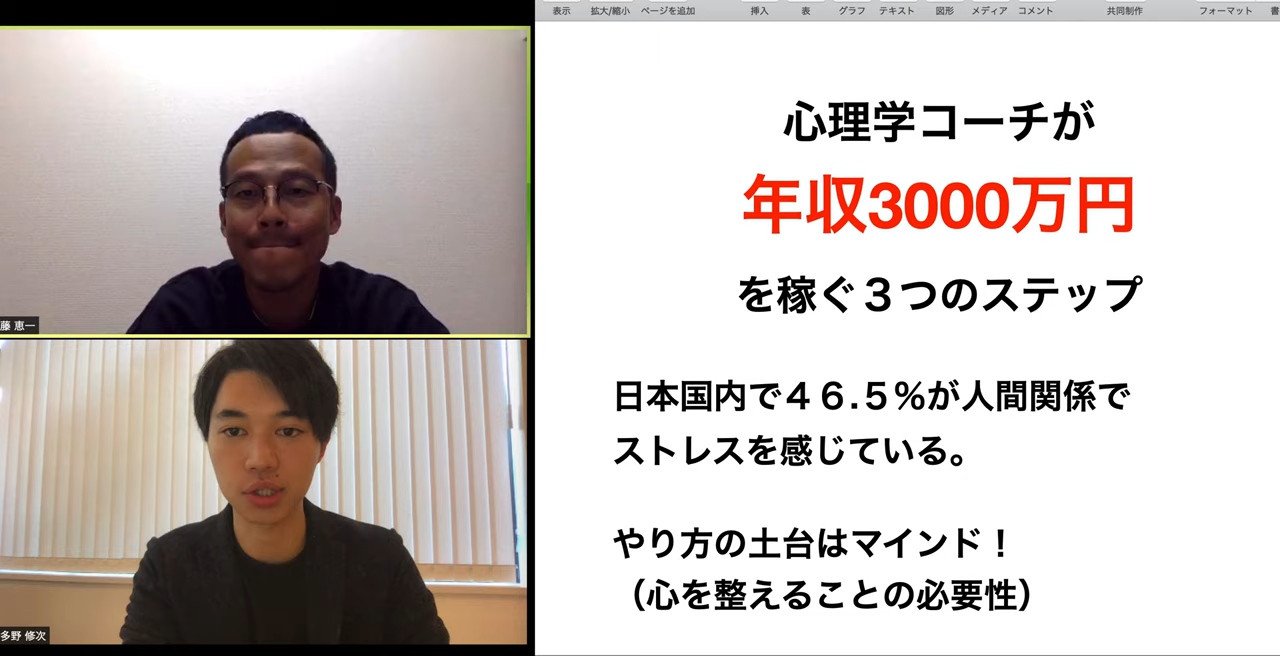 表示 拡大/縮小 ページを追加 挿入 表 グラフ テキスト 図形 メディア コメント 共同制作 フォーマット 書
心理学コーチが
年収3000万円
を稼ぐ３つのステップ
日本国内で４６.５％が人間関係で
ストレスを感じている。
やり方の土台はマインド！
（心を整えることの必要性）
藤 恵一
多野 修次